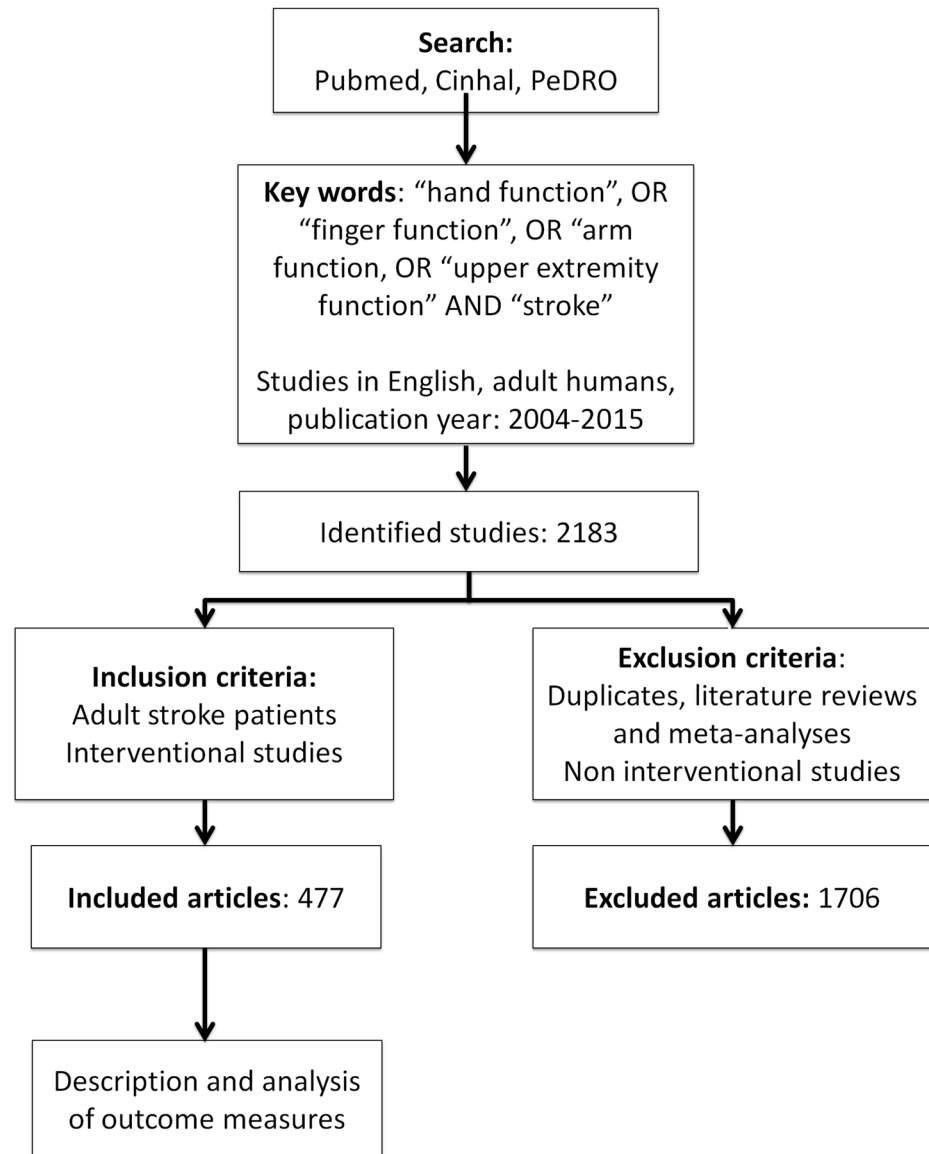 Search:
Pubmed, Cinhal, PeDRO
Key words: “hand function”, OR
“finger function”, OR “arm
function, OR “upper extremity
function” AND “stroke”
Studies in English, adult humans,
publication year: 2004-2015
Identified studies: 2183
Inclusion criteria:
Adult stroke patients
Interventional studies
Exclusion criteria:
Duplicates, literature reviews
and meta-analyses
Non interventional studies
Included articles: 477
Excluded articles: 1706
Description and analysis
of outcome measures